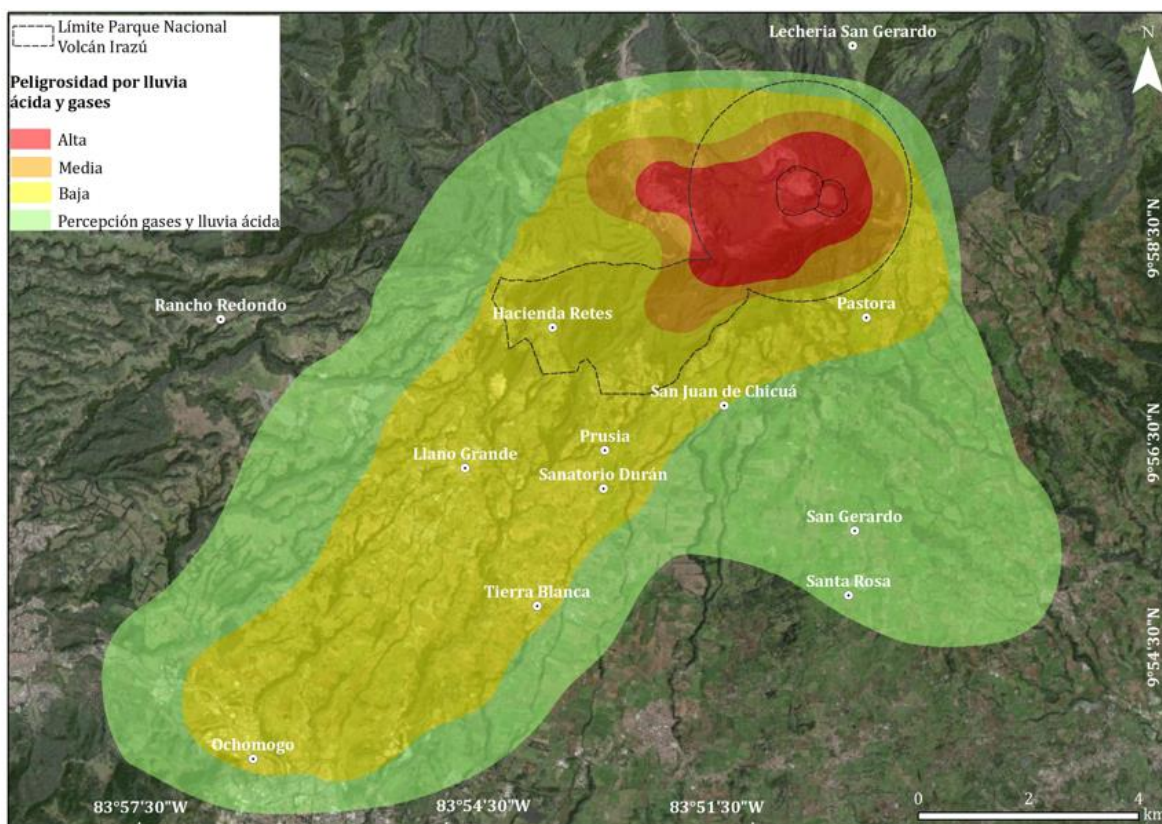 Límite Parque Nacional
Volcán Irazú
Peligrosidad por lluvia
ácida y gases
Alta
Media
Baja
Percepción gases y lluvia ácida
Lecheria San Gerardo
N
9°58'30"N
Rancho Redondo
Hacienda Retes
Pastora
San Juan de Chicuá
Prusia
Llano Grande
Sanatorio Durán
9°56'30"N
San Gerardo
Santa Rosa
Tierra Blanca
9°54'30"N
Ochomogo
83°57'30"W
83°54'30"W
83°51'30"W
0 2 4
km